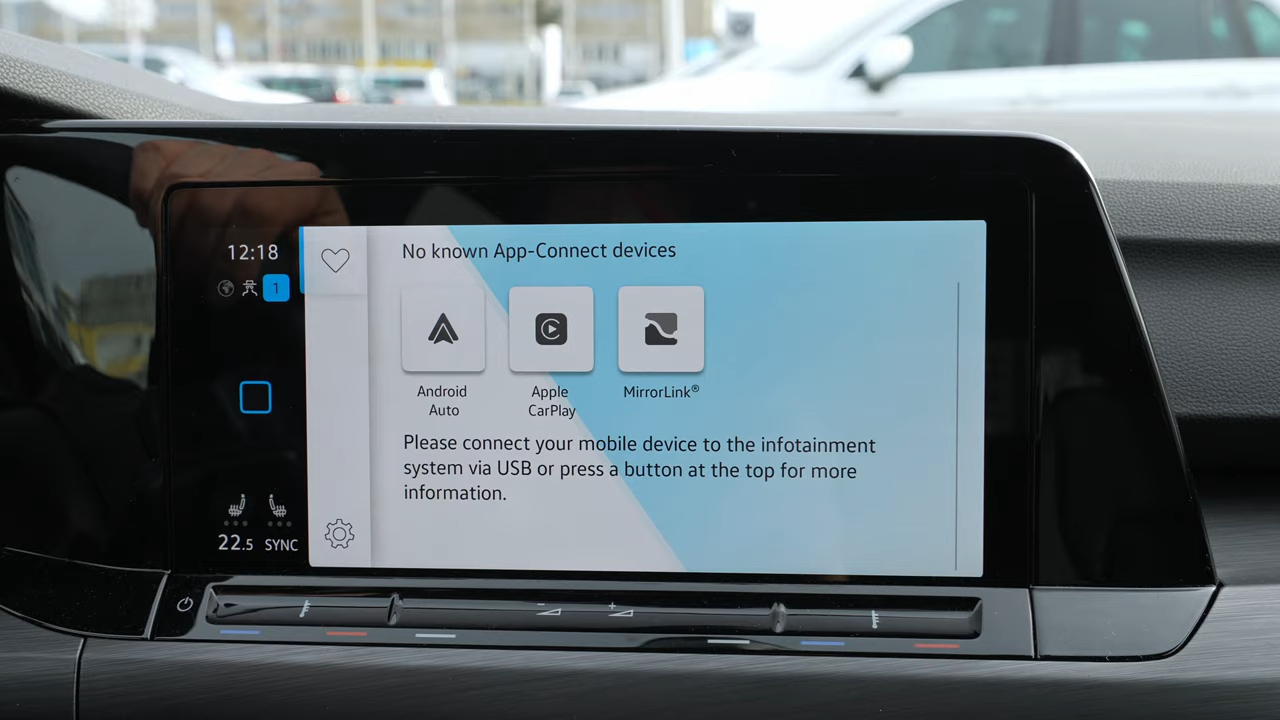 12:18
1
No known App-Connect devices
Android
Auto
Apple
CarPlay
MirrorLink®
Please connect your mobile device to the infotainment
system via USB or press a button at the top for more
information.
22.5 SYNC
- +